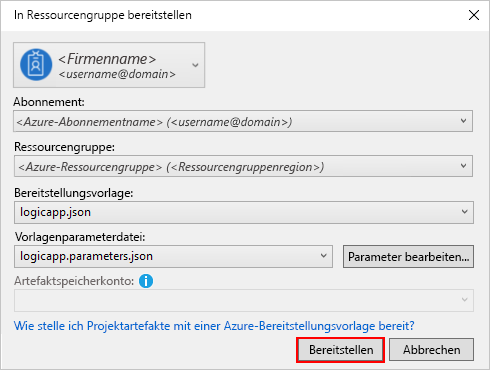 In Ressourcengruppe bereitstellen
<Firmenname>
<username@domain>
Abonnement:
<Azure-Abonnementname> (<username@domain>)
Ressourcengruppe:
<Azure-Ressourcengruppe> (<Ressourcengruppenregion>)
Bereitstellungsvorlage:
logicapp.json
Vorlagenparameterdatei:
logicapp.parameters.json Parameter bearbeiten...
Artefaktspeicherkonto:
Wie stelle ich Projektartefakte mit einer Azure-Bereitstellungsvorlage bereit?
Bereitstellen Abbrechen